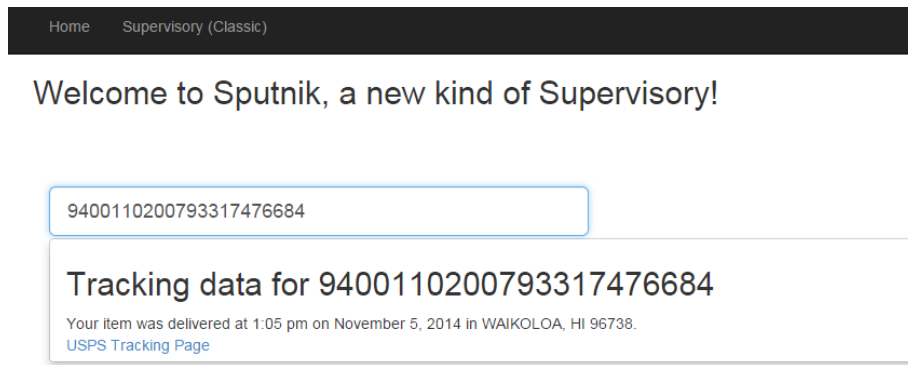 Home Supervisory (Classic)
Welcome to Sputnik, a new kind of Supervisory!
9400110200793317476684
Tracking data for 9400110200793317476684
Your item was delivered at 1:05 pm on November 5, 2014 in WAIKOLOA, HI 96738.
USPS Tracking Page